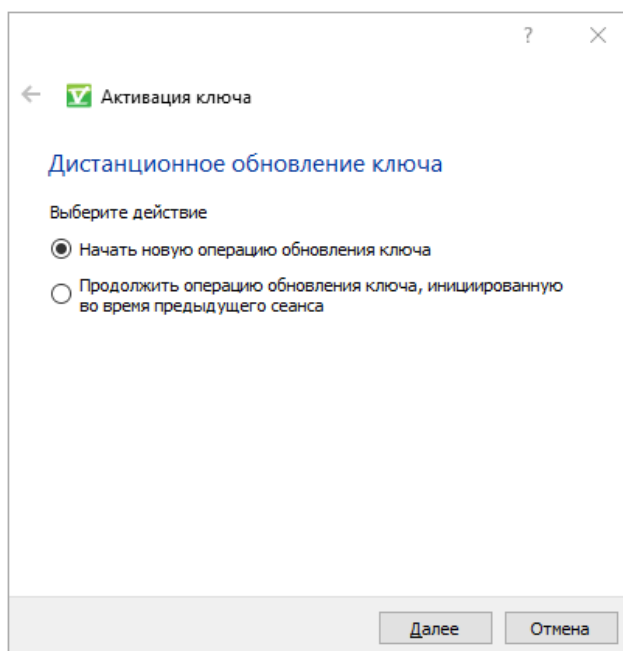 ?
Активация ключа
Дистанционное обновление ключа
Выберите действие
Начать новую операцию обновления ключа
Продолжить операцию обновления ключа, инициированную
во время предыдущего сеанса
Далее Отмена